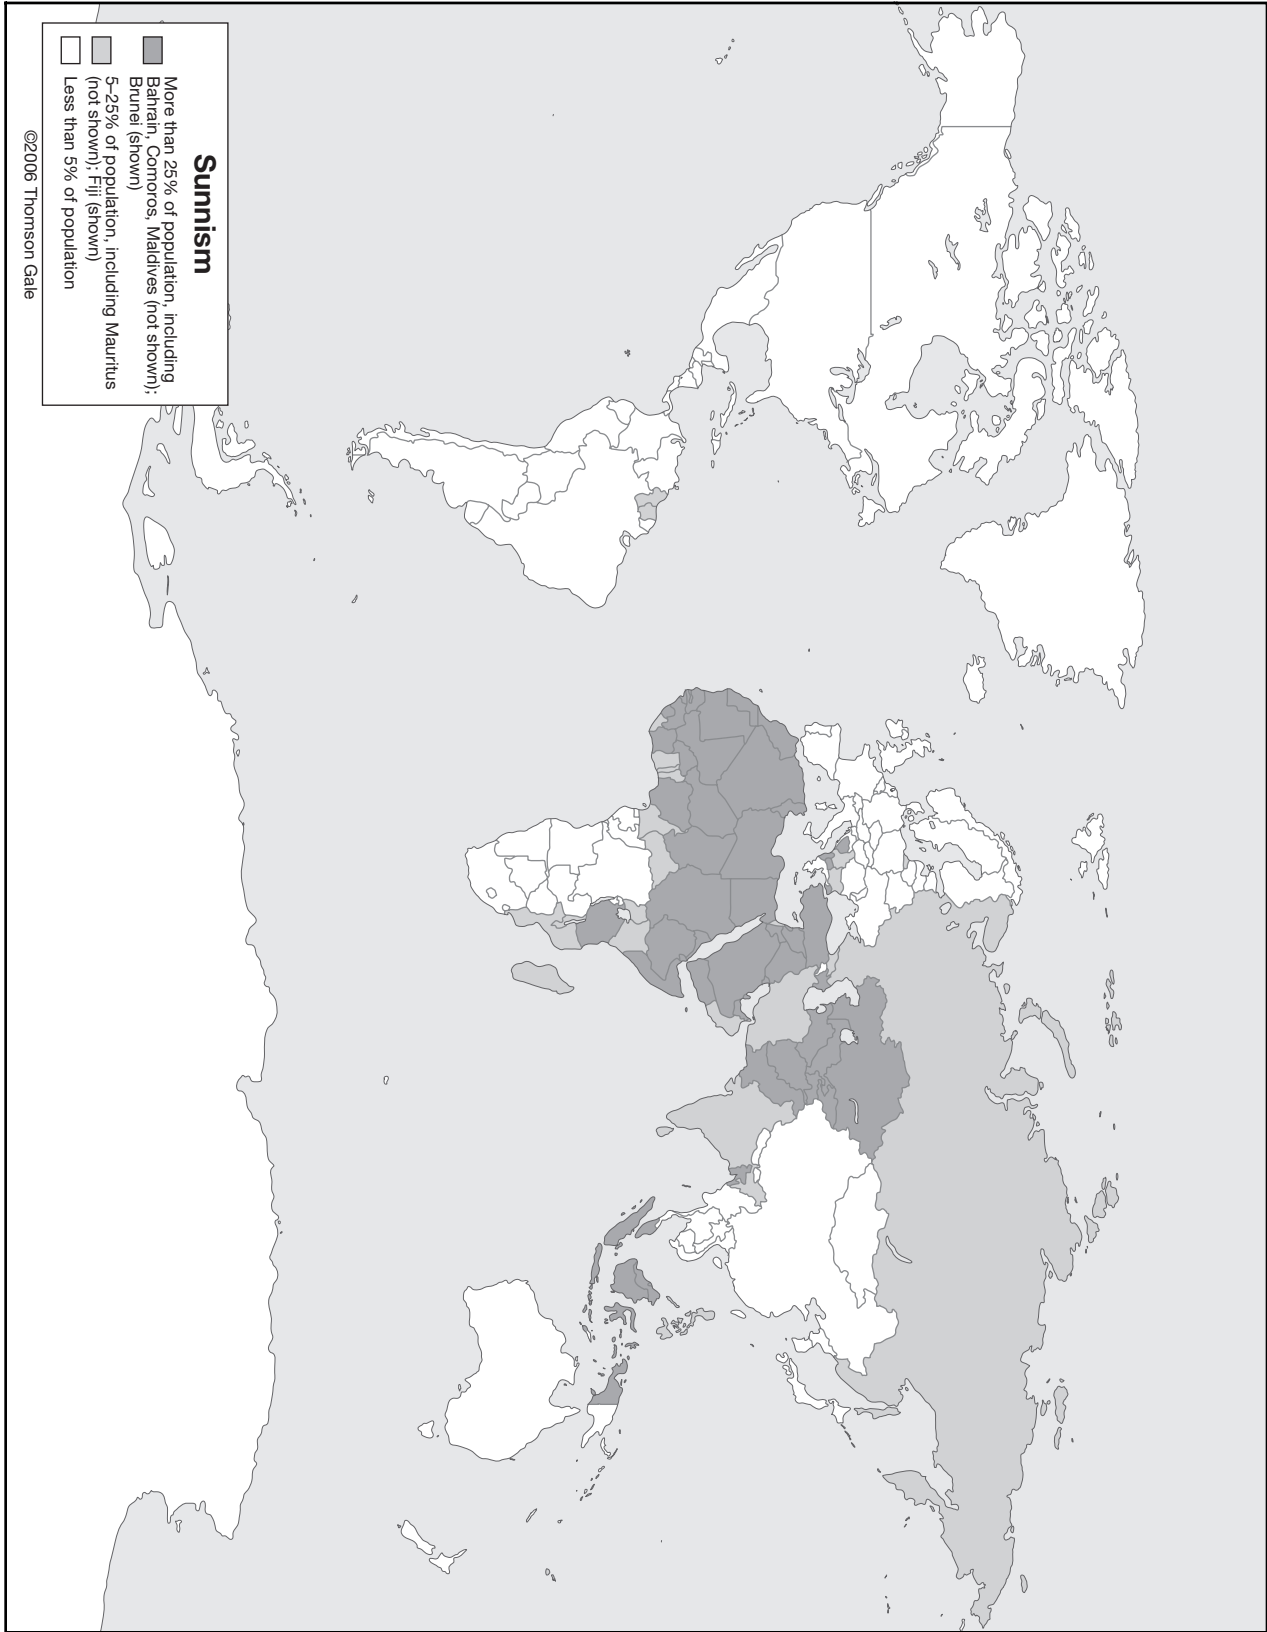 Sunnism
More than 25% of population, including
Bahrain, Comoros, Maldives (not shown);
Brunei (shown)
5–25% of population, including Mauritus
(not shown); Fiji (shown)
Less than 5% of population
©2006 Thomson Gale